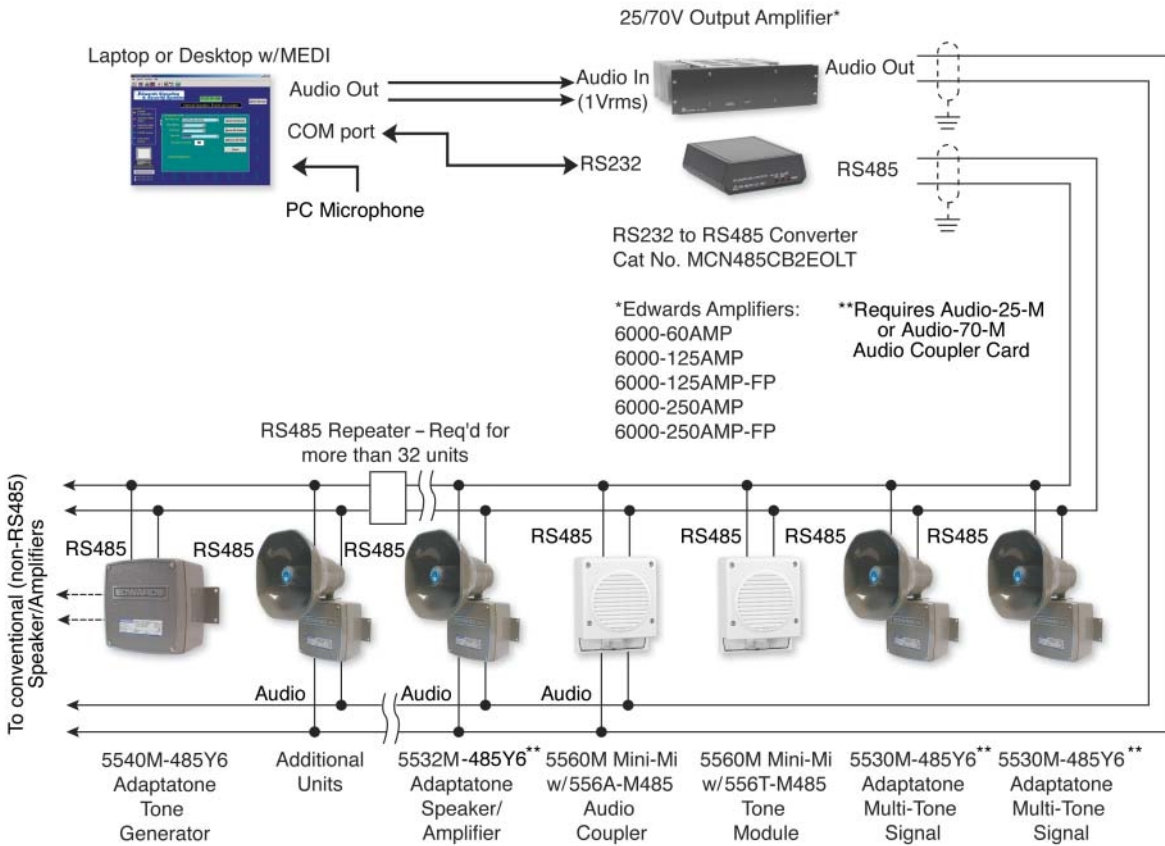 25/70V Output Amplifier*
Laptop or Desktop w/MEDI
Audio Out
Audio In
(1Vrms)
Audio Out
COM port
RS232
RS485
PC Microphone
RS232 to RS485 Converter
Cat No. MCN485CB2EOLT
*Edwards Amplifiers:
6000-60AMP
6000-125AMP
6000-125AMP-FP
6000-250AMP
6000-250AMP-FP
**Requires Audio-25-M
or Audio-70-M
Audio Coupler Card
RS485 Repeater – Req'd for
more than 32 units
To conventional (non-RS485)
Speaker/Amplifiers
RS485
RS485
RS485
RS485
RS485
RS485
RS485
EDWARDS
Audio
Audio
Audio
5540M-485Y6
Adaptatone
Tone
Generator
Additional
Units
5532M-485Y6**
Adaptatone
Speaker/
Amplifier
5560M Mini-Mi
w/556A-M485
Audio
Coupler
5560M Mini-Mi
w/556T-M485
Tone
Module
5530M-485Y6**
Adaptatone
Multi-Tone
Signal
5530M-485Y6**
Adaptatone
Multi-Tone
Signal